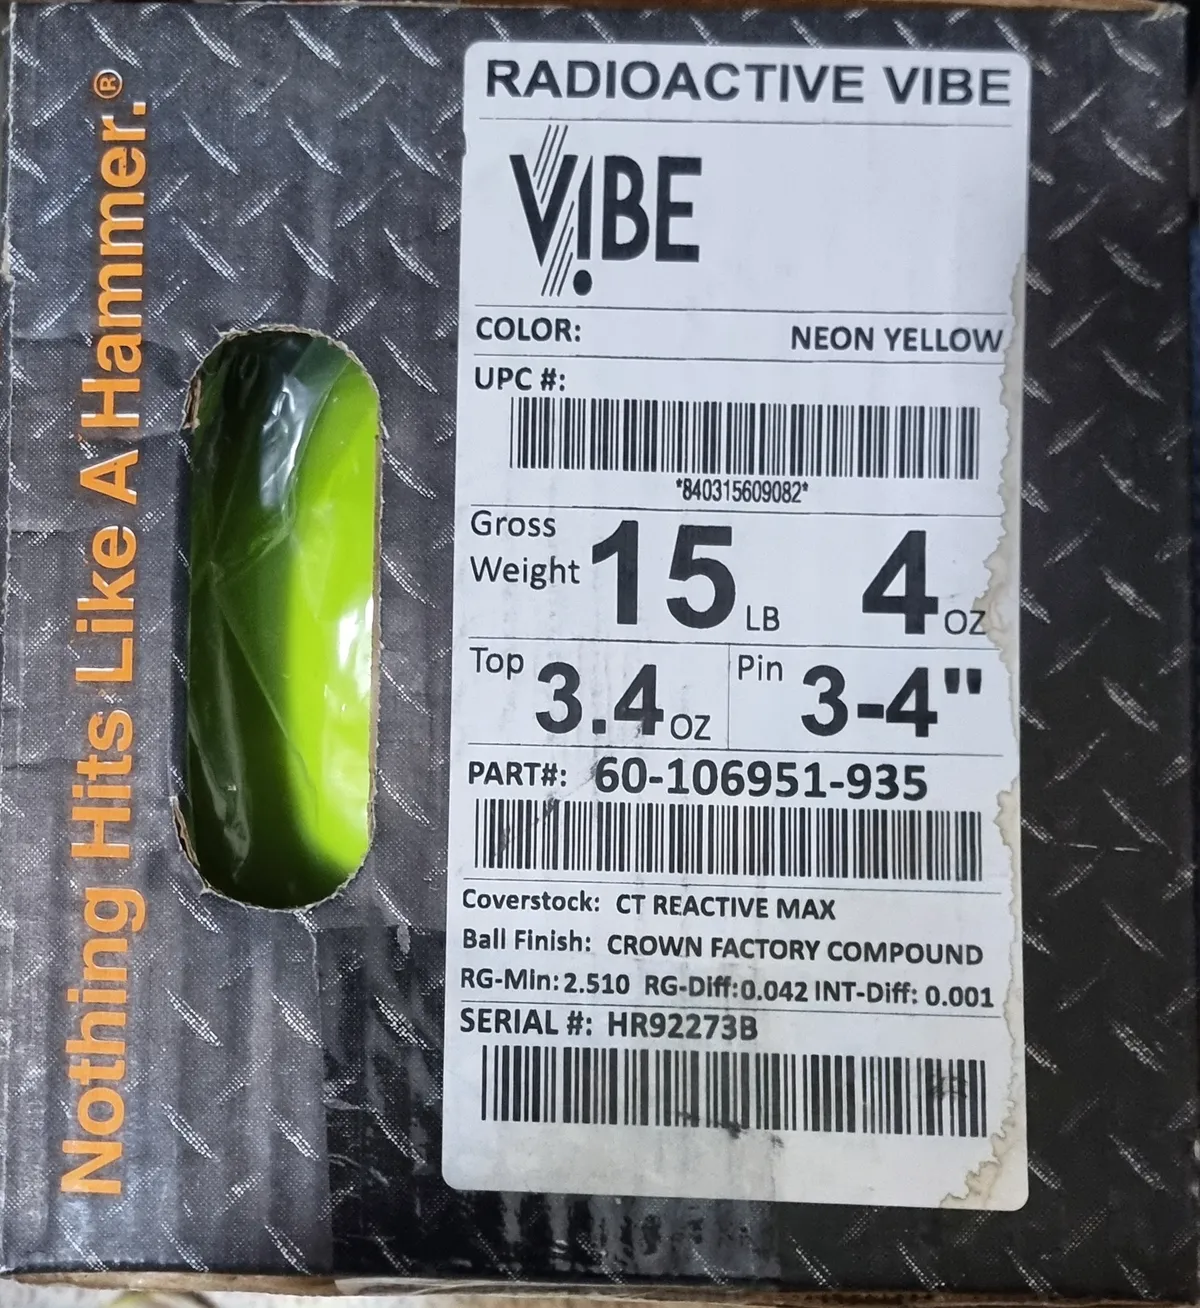 Nothing Hits Like A Hammer.®
RADIOACTIVE VIBE
VIBE
COLOR: NEON YELLOW
UPC #:
*840315609082*
Gross Weight 15 LB 4 OZ
Top 3.4 OZ Pin 3-4"
PART#: 60-106951-935
Coverstock: CT REACTIVE MAX
Ball Finish: CROWN FACTORY COMPOUND
RG-Min: 2.510 RG-Diff: 0.042 INT-Diff: 0.001
SERIAL #: HR92273B